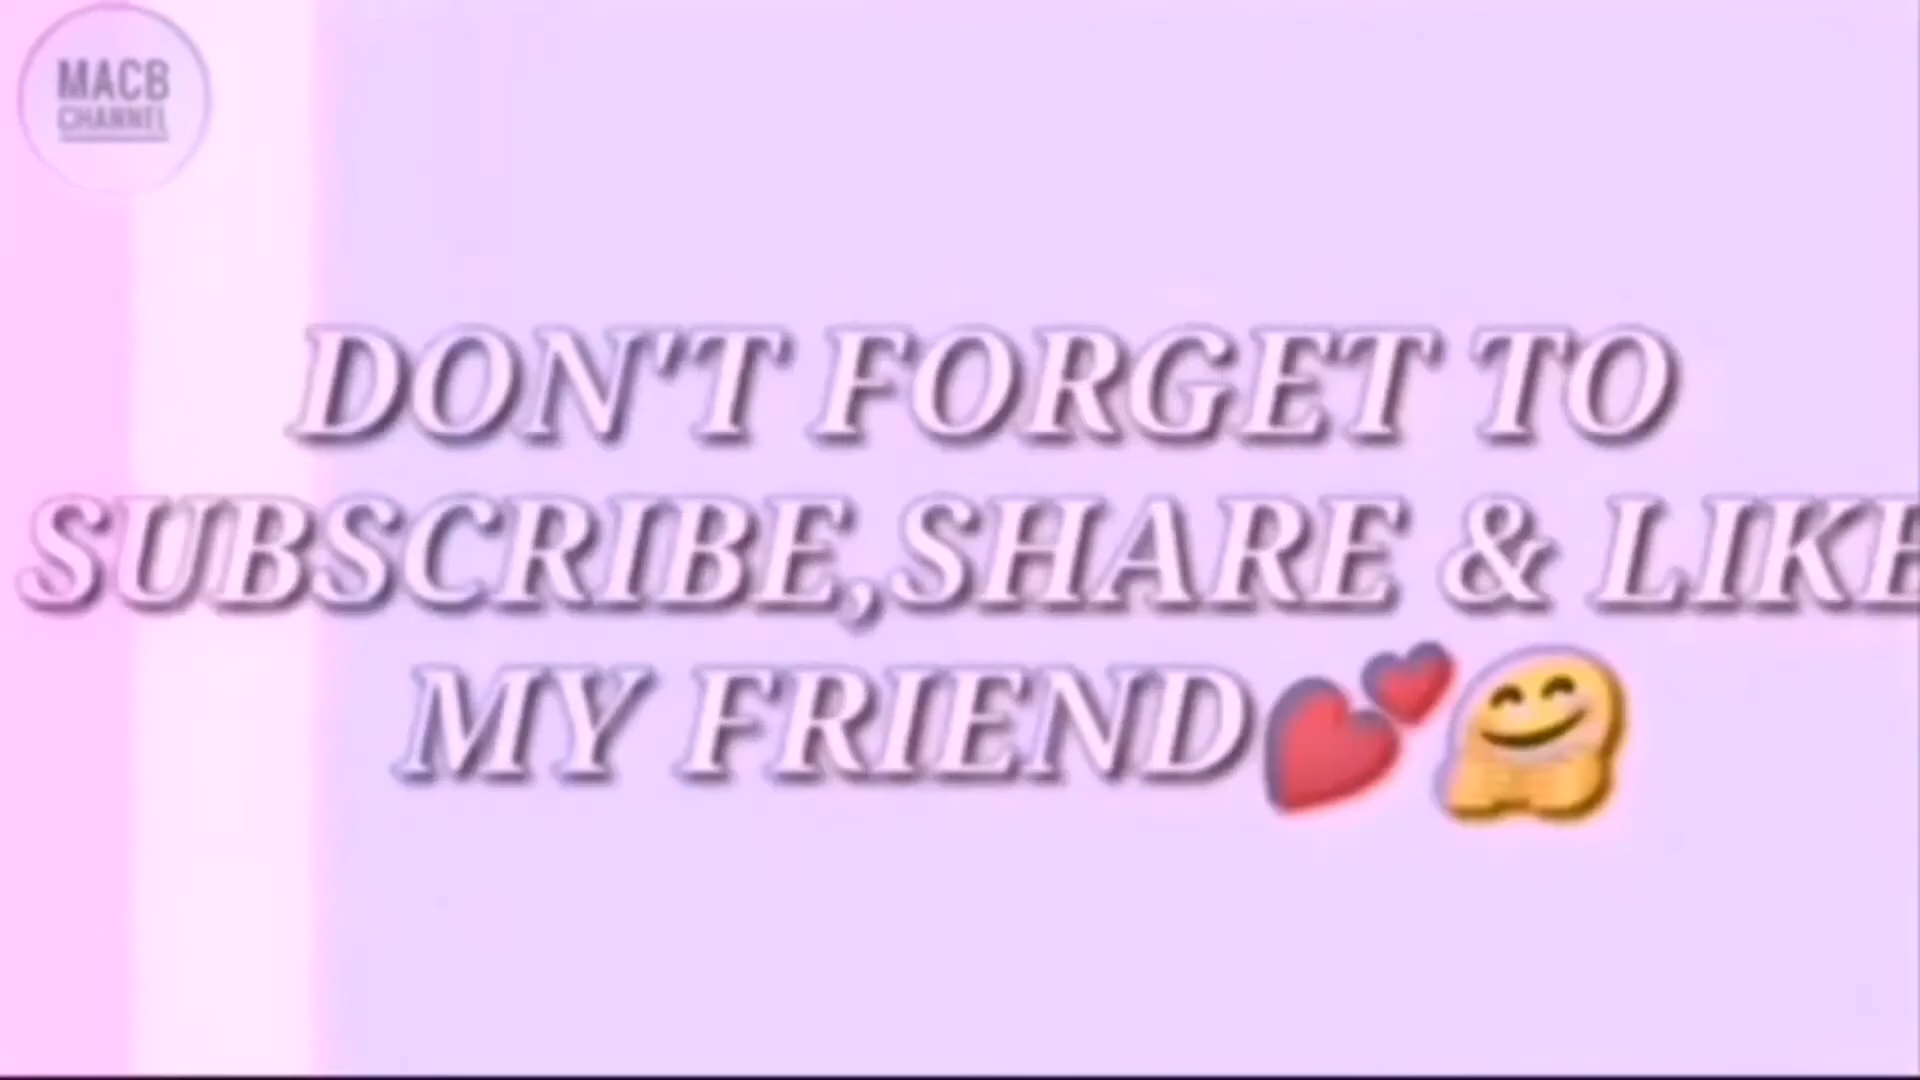 MACB
CHANNEL
DON'T FORGET TO
SUBSCRIBE,SHARE & LIKE
MY FRIEND💕🤗